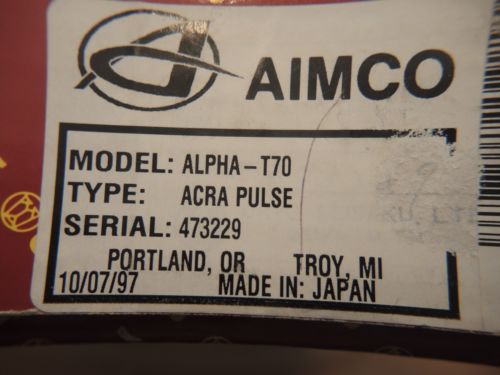 AIMCO
MODEL: ALPHA-T70
TYPE: ACRA PULSE
SERIAL: 473229
PORTLAND, OR TROY, MI
10/07/97 MADE IN: JAPAN